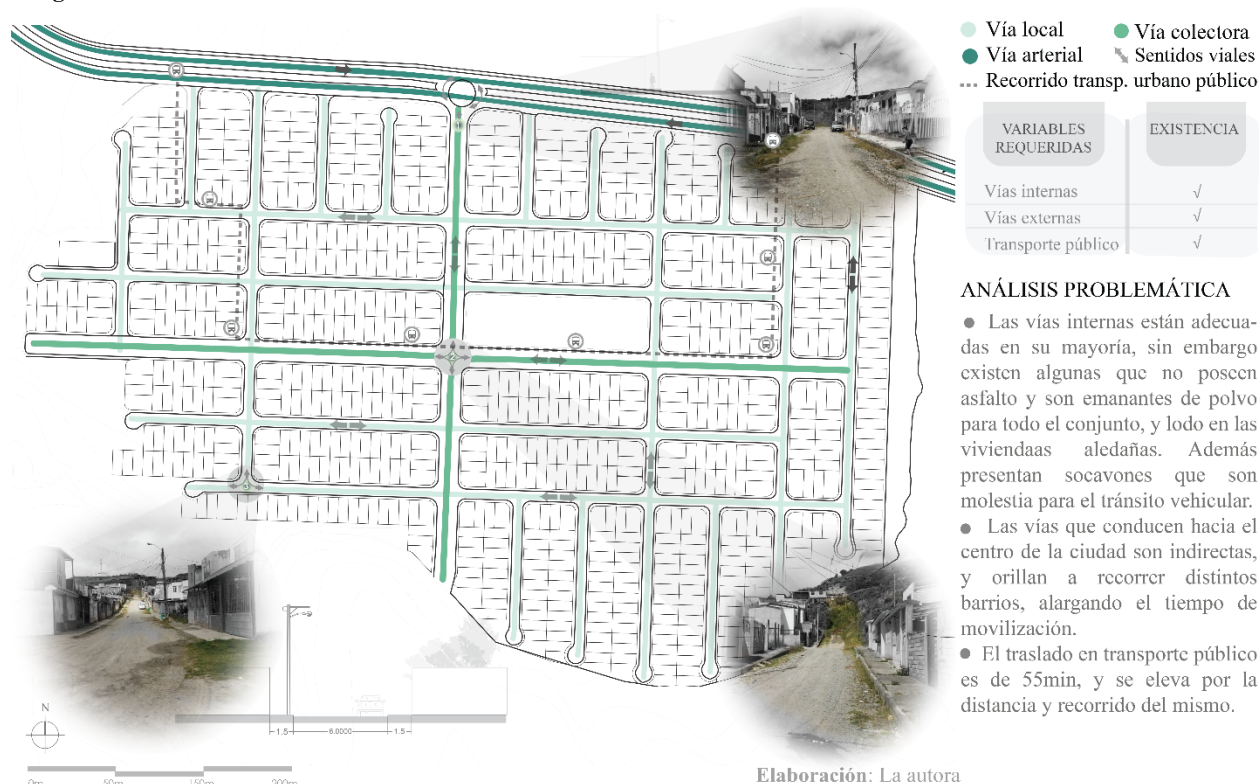 Vía local
Vía colectora
Vía arterial
Sentidos viales
Recorrido transp. urbano público
VARIABLES REQUERIDAS
EXISTENCIA
Vías internas √
Vías externas √
Transporte público √
ANÁLISIS PROBLEMÁTICA
● Las vías internas están adecua-
das en su mayoría, sin embargo
existen algunas que no poseen
asfalto y son emanantes de polvo
para todo el conjunto, y lodo en las
viviendaas aledañas. Además
presentan socavones que son
molestia para el tránsito vehicular.
● Las vías que conducen hacia el
centro de la ciudad son indirectas,
y orillan a recorrer distintos
barrios, alargando el tiempo de
movilización.
● El traslado en transporte público
es de 55min, y se eleva por la
distancia y recorrido del mismo.
1.5 6.0000 1.5
N
0m 50m 150m 200m
Elaboración: La autora